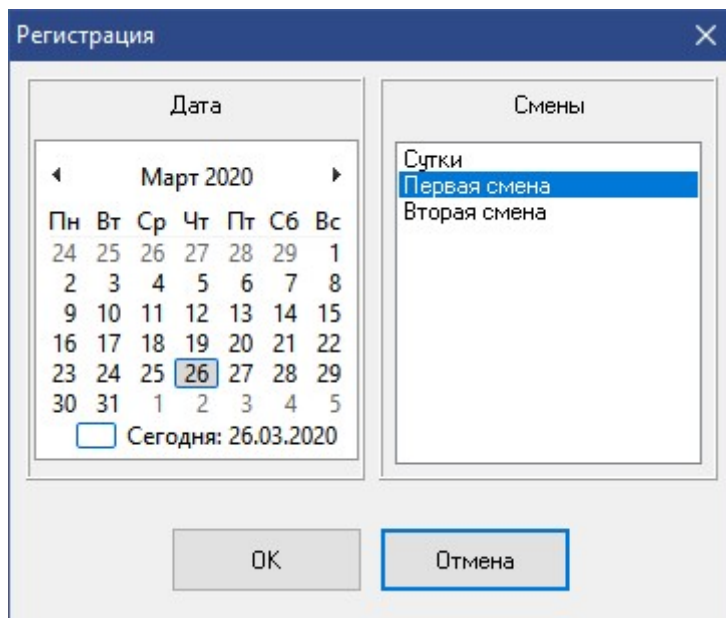 Регистрация
Дата
Март 2020
Пн Вт Ср Чт Пт Сб Вс
24 25 26 27 28 29 1
2 3 4 5 6 7 8
9 10 11 12 13 14 15
16 17 18 19 20 21 22
23 24 25 26 27 28 29
30 31 1 2 3 4 5
Сегодня: 26.03.2020
Смены
Сутки
Первая смена
Вторая смена
OK
Отмена